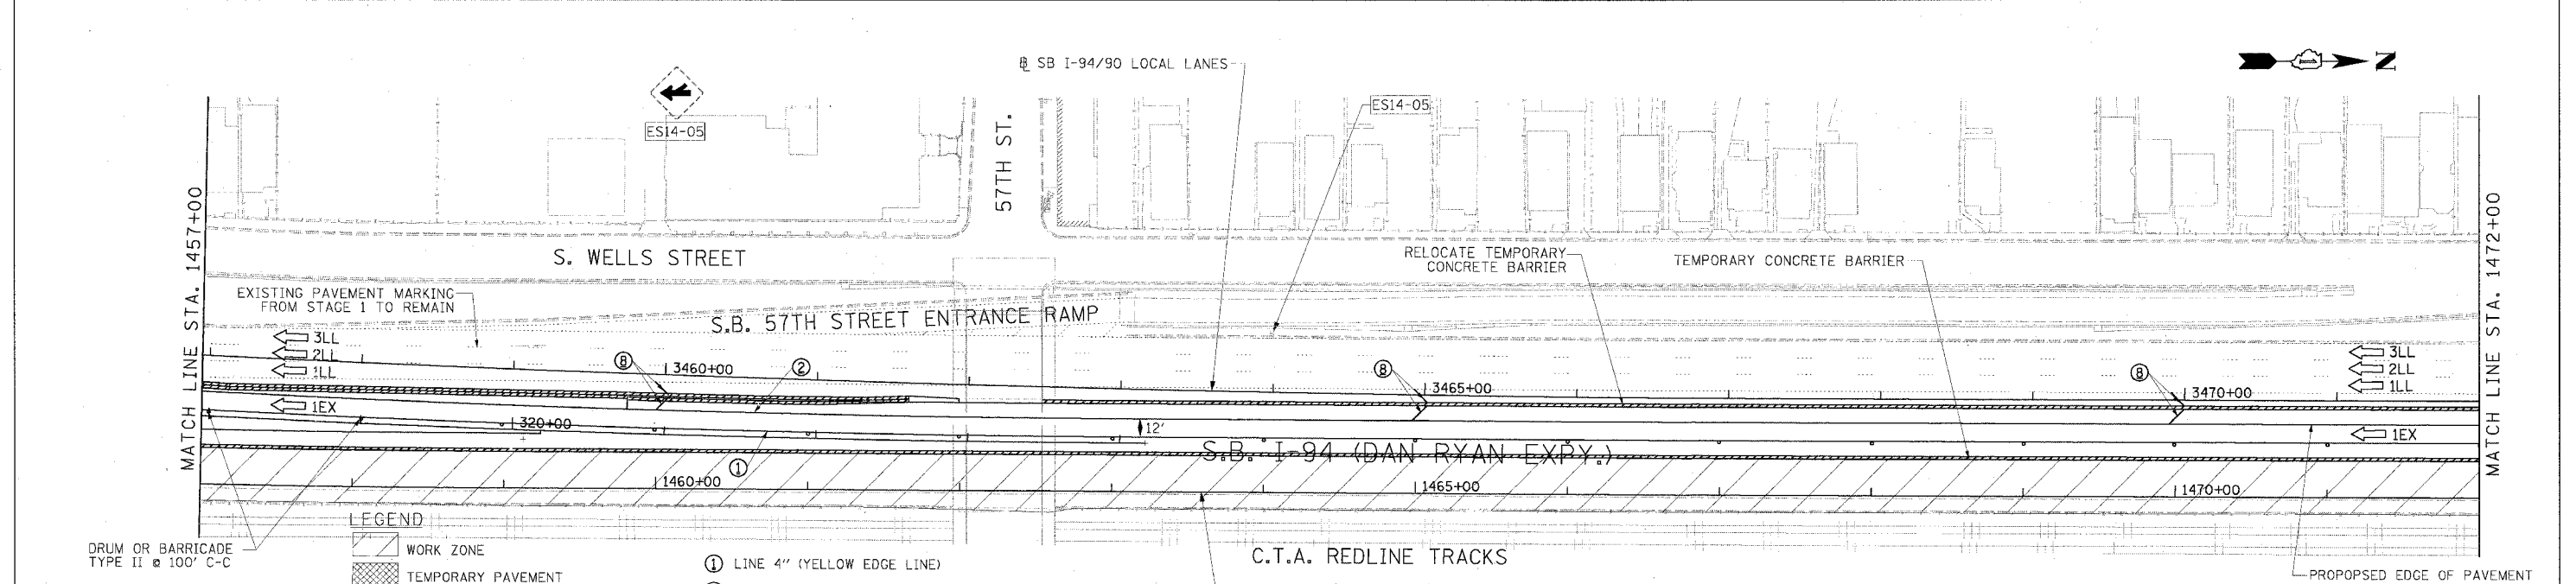 ℄ SB I-94/90 LOCAL LANES
N
ES14-05
ES14-05
57TH ST.
MATCH LINE STA. 1457+00
MATCH LINE STA. 1472+00
S. WELLS STREET
RELOCATE TEMPORARY
CONCRETE BARRIER
TEMPORARY CONCRETE BARRIER
EXISTING PAVEMENT MARKING
FROM STAGE 1 TO REMAIN
S.B. 57TH STREET ENTRANCE RAMP
3LL
2LL
1LL
1EX
8
3460+00
2
8
3465+00
8
3470+00
3LL
2LL
1LL
1EX
320+00
12'
S.B. I-94 (DAN RYAN EXPY.)
1
1460+00
1465+00
1470+00
LEGEND
DRUM OR BARRICADE
TYPE II @ 100' C-C
WORK ZONE
TEMPORARY PAVEMENT
1 LINE 4" (YELLOW EDGE LINE)
C.T.A. REDLINE TRACKS
PROPOPSED EDGE OF PAVEMENT